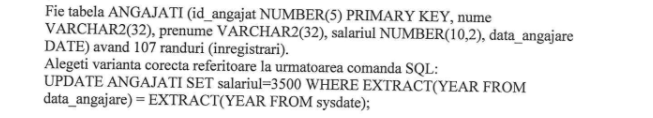 Fie tabela ANGAJATI (id_angajat NUMBER(5) PRIMARY KEY, nume
VARCHAR2(32), prenume VARCHAR2(32), salariul NUMBER(10,2), data_angajare
DATE) avand 107 randuri (inregistrari).
Alegeti varianta corecta referitoare la urmatoarea comanda SQL:
UPDATE ANGAJATI SET salariul=3500 WHERE EXTRACT(YEAR FROM
data_angajare) = EXTRACT(YEAR FROM sysdate);